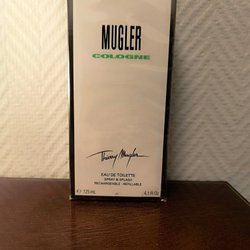 MUGLER
COLOGNE
Thierry Mugler
EAU DE TOILETTE
SPRAY & SPLASH
RECHARGEABLE - REFILLABLE
e 125 ml 4.1 Fl Oz